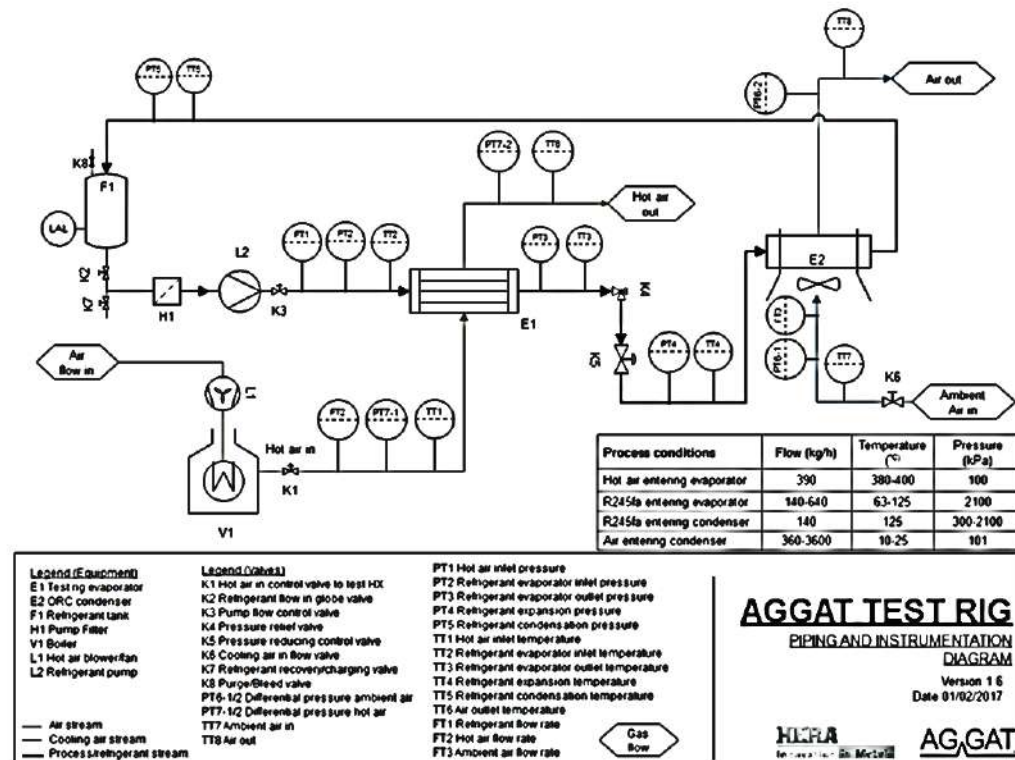 TT8
PT6-2
Air out
PT5
TT5
K8
F1
LAL
K2
K7
H1
L2
K3
PT1
PT2
TT2
PT7-2
TT6
Hot air
out
PT3
TT3
E1
K4
K5
PT4
TT4
E2
PT6-1
TT7
K6
Ambient
Air in
Air
flow in
L1
V1
Hot air in
K1
PT2
PT7-1
TT1
Process conditions Flow (kg/h) Temperature (°C) Pressure (kPa)
Hot air entering evaporator 390 380-400 100
R245fa entering evaporator 140-640 63-125 2100
R245fa entering condenser 140 125 300-2100
Air entering condenser 360-3600 10-25 101
Legend (Equipment)
E1 Testing evaporator
E2 ORC condenser
F1 Refrigerant tank
H1 Pump Filter
V1 Boiler
L1 Hot air blower/fan
L2 Refrigerant pump
Air stream
Cooling air stream
Process/refrigerant stream
Legend (Valves)
K1 Hot air in control valve to test HX
K2 Refrigerant flow in globe valve
K3 Pump flow control valve
K4 Pressure relief valve
K5 Pressure reducing control valve
K6 Cooling air in flow valve
K7 Refrigerant recovery/charging valve
K8 Purge/Bleed valve
PT6-1/2 Differential pressure ambient air
PT7-1/2 Differential pressure hot air
TT7 Ambient air in
TT8 Air out
PT1 Hot air inlet pressure
PT2 Refrigerant evaporator inlet pressure
PT3 Refrigerant evaporator outlet pressure
PT4 Refrigerant expansion pressure
PT5 Refrigerant condensation pressure
TT1 Hot air inlet temperature
TT2 Refrigerant evaporator inlet temperature
TT3 Refrigerant evaporator outlet temperature
TT4 Refrigerant expansion temperature
TT5 Refrigerant condensation temperature
TT6 Air outlet temperature
FT1 Refrigerant flow rate
FT2 Hot air flow rate
FT3 Ambient air flow rate
Gas
flow
AGGAT TEST RIG
PIPING AND INSTRUMENTATION
DIAGRAM
Version 1.6
Date 01/02/2017
HERA
Innovation in Metals
AGGAT